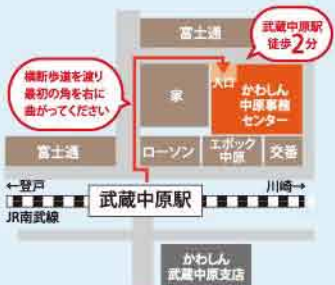 富士通
武蔵中原駅
徒歩2分
横断歩道を渡り
最初の角を右に
曲がってください
家
入口
かわしん
中原事務
センター
富士通
ローソン
エポック
中原
交番
←登戸
武蔵中原駅
川崎→
JR南武線
かわしん
武蔵中原支店